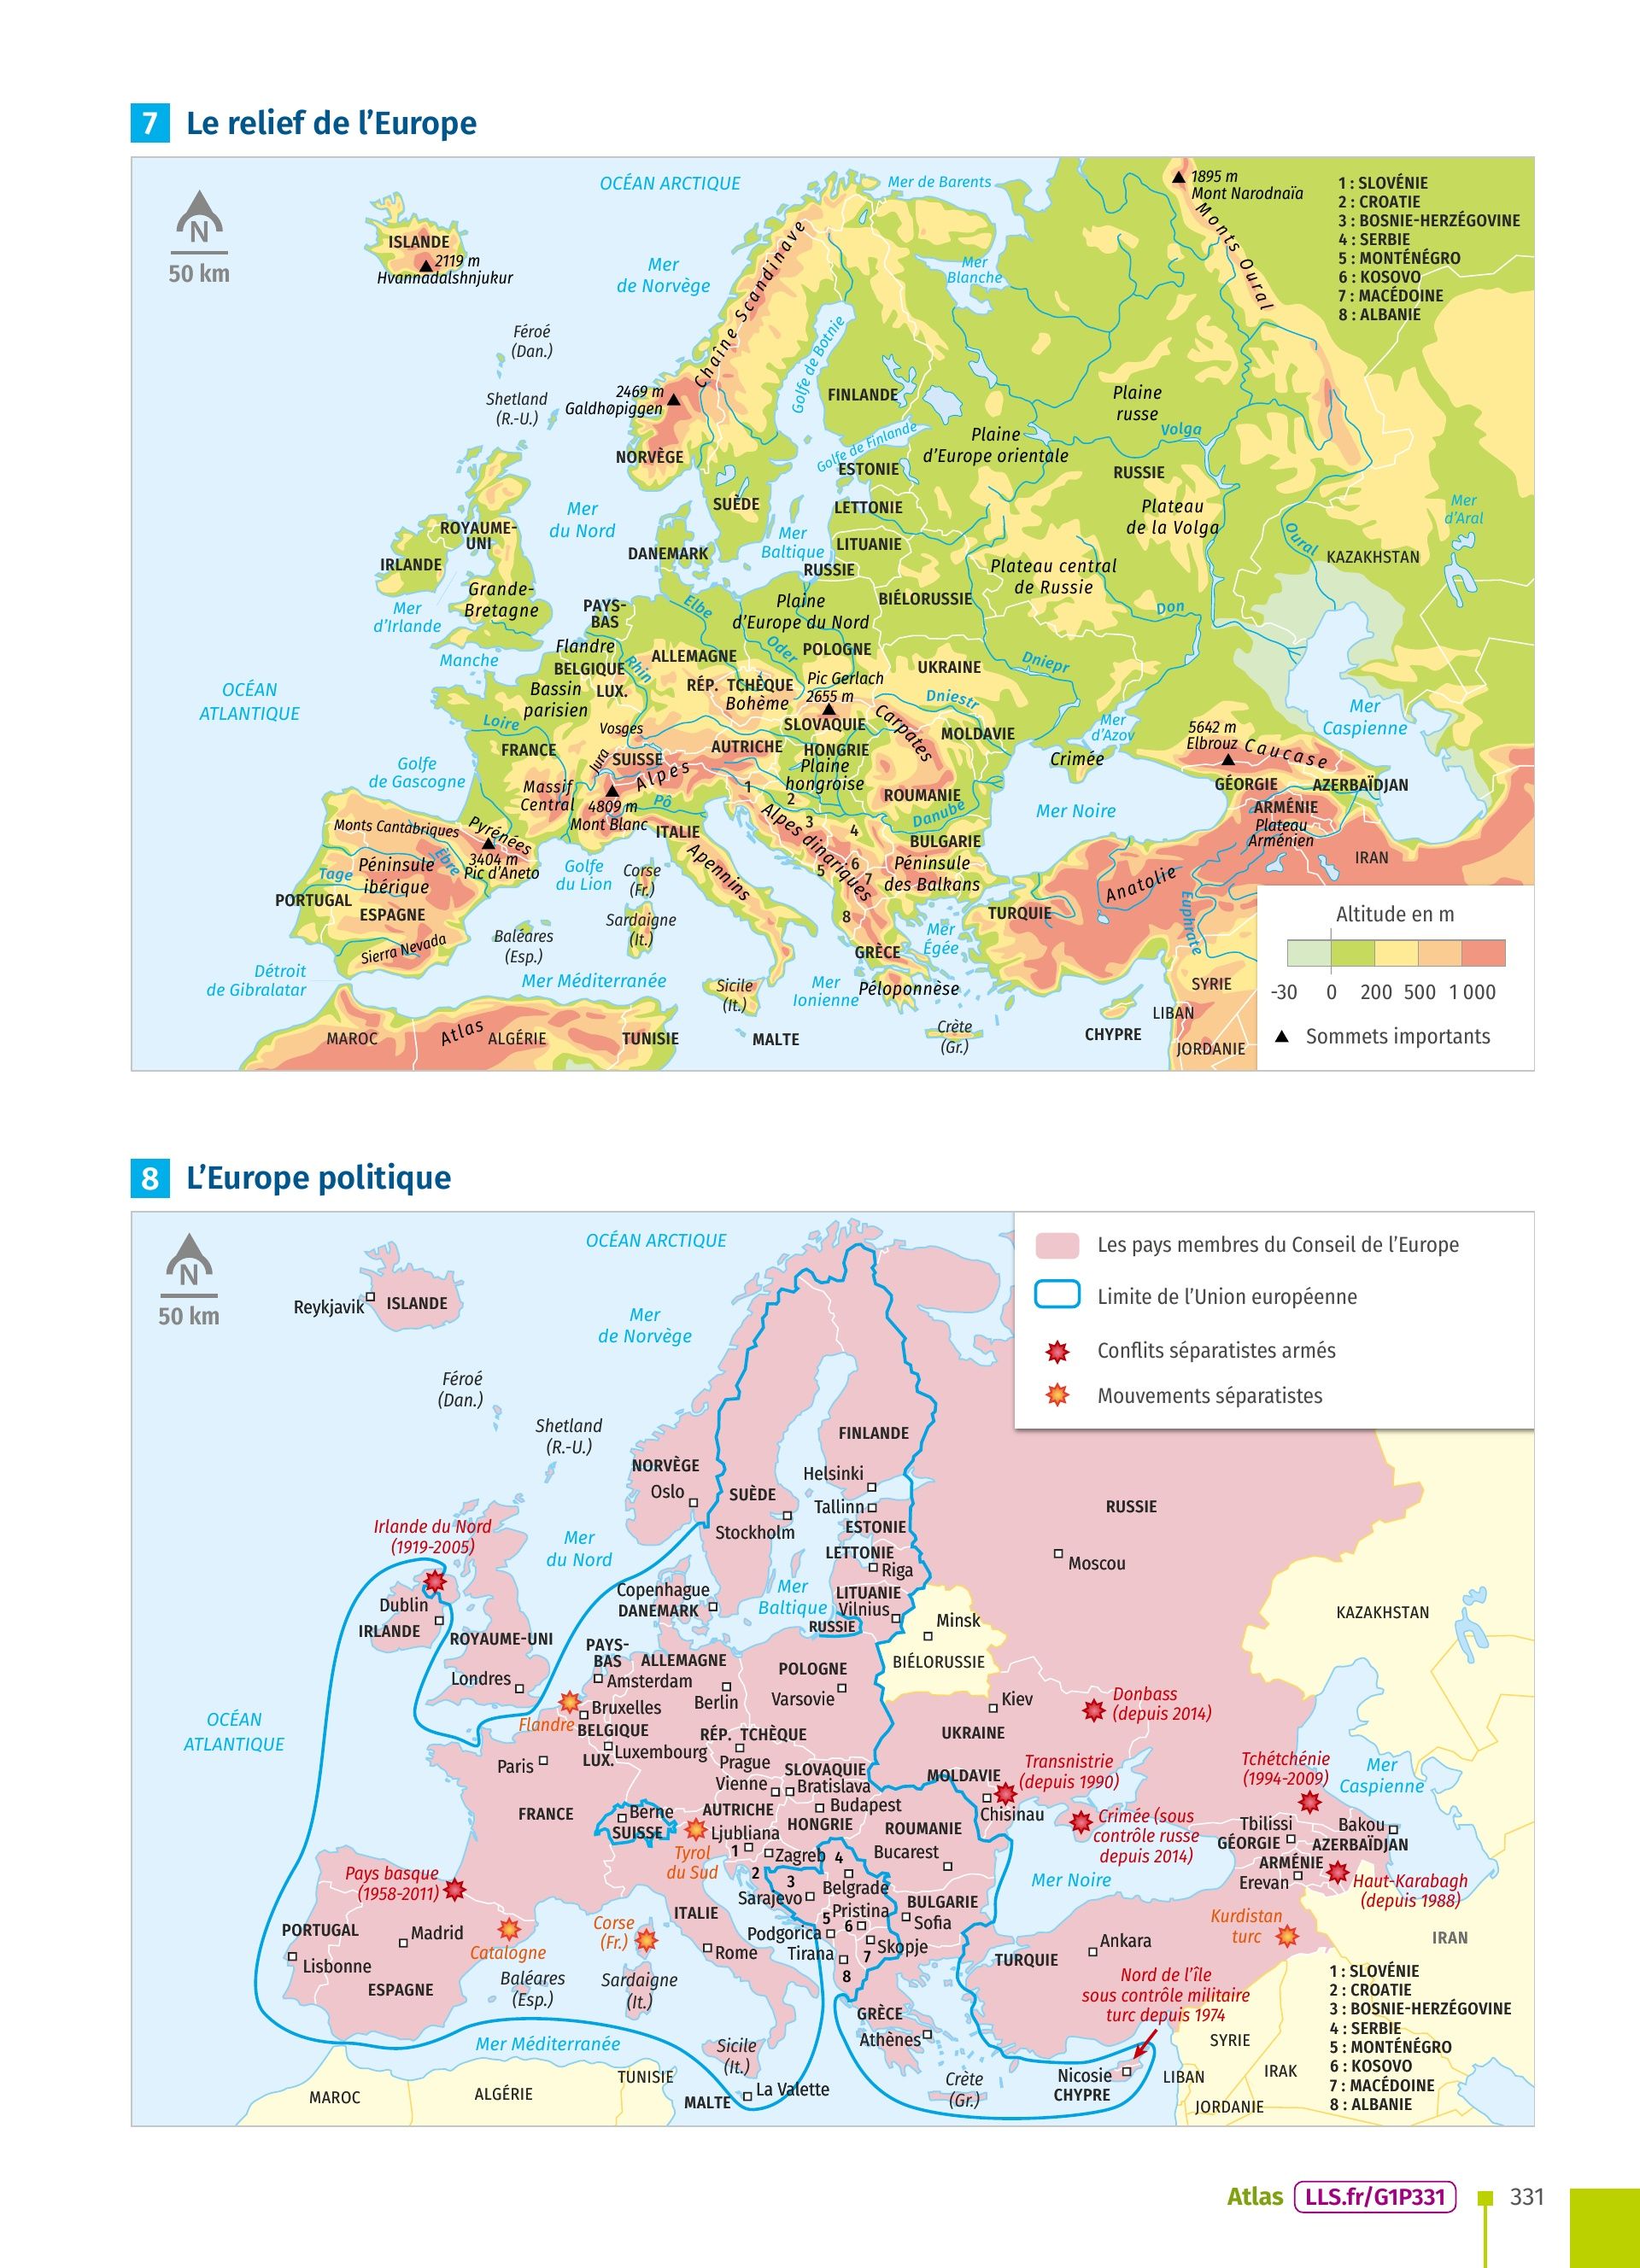 7 Le relief de l'Europe
N
50 km
OCÉAN ARCTIQUE
Mer de Barents
1895 m
Mont Narodnaïa
Monts Oural
1 : SLOVÉNIE
2 : CROATIE
3 : BOSNIE-HERZÉGOVINE
4 : SERBIE
5 : MONTÉNÉGRO
6 : KOSOVO
7 : MACÉDOINE
8 : ALBANIE
ISLANDE
2119 m
Hvannadalshnjukur
Mer
de Norvège
Chaîne Scandinave
Mer
Blanche
Féroé
(Dan.)
Golfe de Botnie
Shetland
(R.-U.)
2469 m
Galdhøpiggen
FINLANDE
Plaine
russe
Volga
Golfe de Finlande
Plaine
d'Europe orientale
NORVÈGE
ESTONIE
RUSSIE
SUÈDE
LETTONIE
Plateau
de la Volga
Mer
d'Aral
Mer
du Nord
ROYAUME-
UNI
DANEMARK
Mer
Baltique
LITUANIE
Oural
KAZAKHSTAN
IRLANDE
RUSSIE
Plateau central
de Russie
Grande-
Bretagne
PAYS-
BAS
Elbe
Plaine
d'Europe du Nord
BIÉLORUSSIE
Don
Mer
d'Irlande
Flandre
Manche
BELGIQUE
Rhin
ALLEMAGNE
Oder
POLOGNE
UKRAINE
Dniepr
OCÉAN
ATLANTIQUE
Bassin
parisien
LUX.
RÉP. TCHÈQUE
Bohème
Pic Gerlach
2655 m
Dniestr
Mer
Caspienne
Loire
Vosges
SLOVAQUIE
Carpates
MOLDAVIE
Mer
d'Azov
5642 m
Elbrouz
Caucase
FRANCE
Jura
SUISSE
AUTRICHE
HONGRIE
Plaine
hongroise
Crimée
Golfe
de Gascogne
Massif
Central
Alpes
4809 m
Mont Blanc
Pô
1
2
ROUMANIE
Danube
GÉORGIE
AZERBAÏDJAN
ARMÉNIE
Plateau
Arménien
Mer Noire
Monts Cantabriques
Pyrénées
ITALIE
Alpes dinariques
3
4
BULGARIE
Péninsule
ibérique
Èbre
3404 m
Pic d'Aneto
Golfe
du Lion
Corse
(Fr.)
Apennins
5
6
7
Péninsule
des Balkans
IRAN
Tage
PORTUGAL
ESPAGNE
Sardaigne
(It.)
8
TURQUIE
Anatolie
Euphrate
Sierra Nevada
Baléares
(Esp.)
GRÈCE
Mer
Égée
Détroit
de Gibralatar
Mer Méditerranée
Sicile
(It.)
Mer
Ionienne
Péloponnèse
SYRIE
LIBAN
MAROC
Atlas
ALGÉRIE
TUNISIE
MALTE
Crète
(Gr.)
CHYPRE
JORDANIE
Altitude en m
-30 0 200 500 1 000
Sommets importants
8 L'Europe politique
N
50 km
OCÉAN ARCTIQUE
Les pays membres du Conseil de l'Europe
Limite de l'Union européenne
Conflits séparatistes armés
Mouvements séparatistes
Reykjavik
ISLANDE
Mer
de Norvège
Féroé
(Dan.)
Shetland
(R.-U.)
FINLANDE
NORVÈGE
Oslo
Helsinki
SUÈDE
Stockholm
Tallinn
ESTONIE
RUSSIE
Moscou
Irlande du Nord
(1919-2005)
Mer
du Nord
LETTONIE
Riga
Copenhague
DANEMARK
Mer
Baltique
LITUANIE
Vilnius
RUSSIE
Minsk
BIÉLORUSSIE
KAZAKHSTAN
Dublin
IRLANDE
ROYAUME-UNI
Londres
PAYS-
BAS
Amsterdam
ALLEMAGNE
Berlin
POLOGNE
Varsovie
Kiev
UKRAINE
Donbass
(depuis 2014)
OCÉAN
ATLANTIQUE
Flandre
Bruxelles
BELGIQUE
LUX.
Luxembourg
RÉP. TCHÈQUE
Prague
Paris
Vienne
SLOVAQUIE
Bratislava
MOLDAVIE
Chisinau
Transnistrie
(depuis 1990)
Tchétchénie
(1994-2009)
Mer
Caspienne
FRANCE
Berne
SUISSE
AUTRICHE
Budapest
HONGRIE
ROUMANIE
Bucarest
Crimée (sous
contrôle russe
depuis 2014)
Tbilissi
GÉORGIE
Bakou
AZERBAÏDJAN
ARMÉNIE
Erevan
Haut-Karabagh
(depuis 1988)
Tyrol
du Sud
Ljubliana
1
Zagreb
2
3
4
Belgrade
Sarajevo
Mer Noire
Pays basque
(1958-2011)
ITALIE
Pristina
5
6
BULGARIE
Sofia
PORTUGAL
Lisbonne
Madrid
ESPAGNE
Catalogne
Corse
(Fr.)
Rome
Podgorica
Tirana
7
Skopje
8
Kurdistan
turc
IRAN
Ankara
TURQUIE
Baléares
(Esp.)
Sardaigne
(It.)
GRÈCE
Athènes
Nord de l'île
sous contrôle militaire
turc depuis 1974
Mer Méditerranée
Sicile
(It.)
Crète
(Gr.)
Nicosie
CHYPRE
SYRIE
LIBAN
IRAK
JORDANIE
MAROC
ALGÉRIE
TUNISIE
MALTE
La Valette
1 : SLOVÉNIE
2 : CROATIE
3 : BOSNIE-HERZÉGOVINE
4 : SERBIE
5 : MONTÉNÉGRO
6 : KOSOVO
7 : MACÉDOINE
8 : ALBANIE
Atlas LLS.fr/G1P331 331